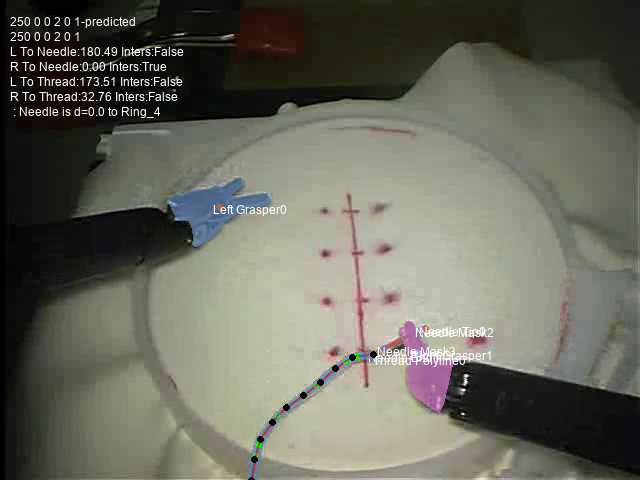 250 0 0 2 0 1-predicted
250 0 0 2 0 1
L To Needle:180.49 Inters:False
R To Needle:0.00 Inters:True
L To Thread:173.51 Inters:False
R To Thread:32.76 Inters:False
: Needle is d=0.0 to Ring_4
Left Grasper0
Needle Mask2
Needle Mask3
Thread Polyline0